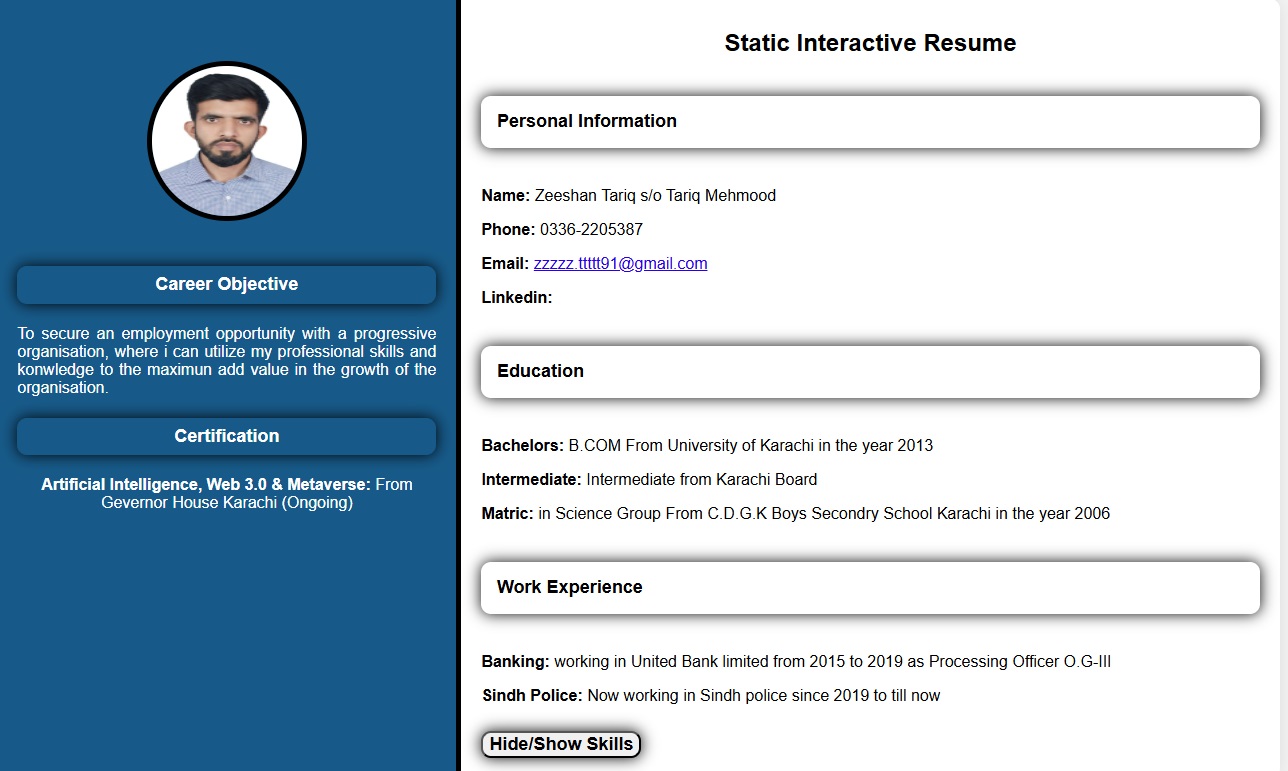 Career Objective
To secure an employment opportunity with a progressive
organisation, where i can utilize my professional skills and
konwledge to the maximun add value in the growth of the
organisation.
Certification
Artificial Intelligence, Web 3.0 & Metaverse: From
Gevernor House Karachi (Ongoing)
Static Interactive Resume
Personal Information
Name: Zeeshan Tariq s/o Tariq Mehmood
Phone: 0336-2205387
Email: zzzzz.ttttt91@gmail.com
Linkedin:
Education
Bachelors: B.COM From University of Karachi in the year 2013
Intermediate: Intermediate from Karachi Board
Matric: in Science Group From C.D.G.K Boys Secondry School Karachi in the year 2006
Work Experience
Banking: working in United Bank limited from 2015 to 2019 as Processing Officer O.G-III
Sindh Police: Now working in Sindh police since 2019 to till now
Hide/Show Skills